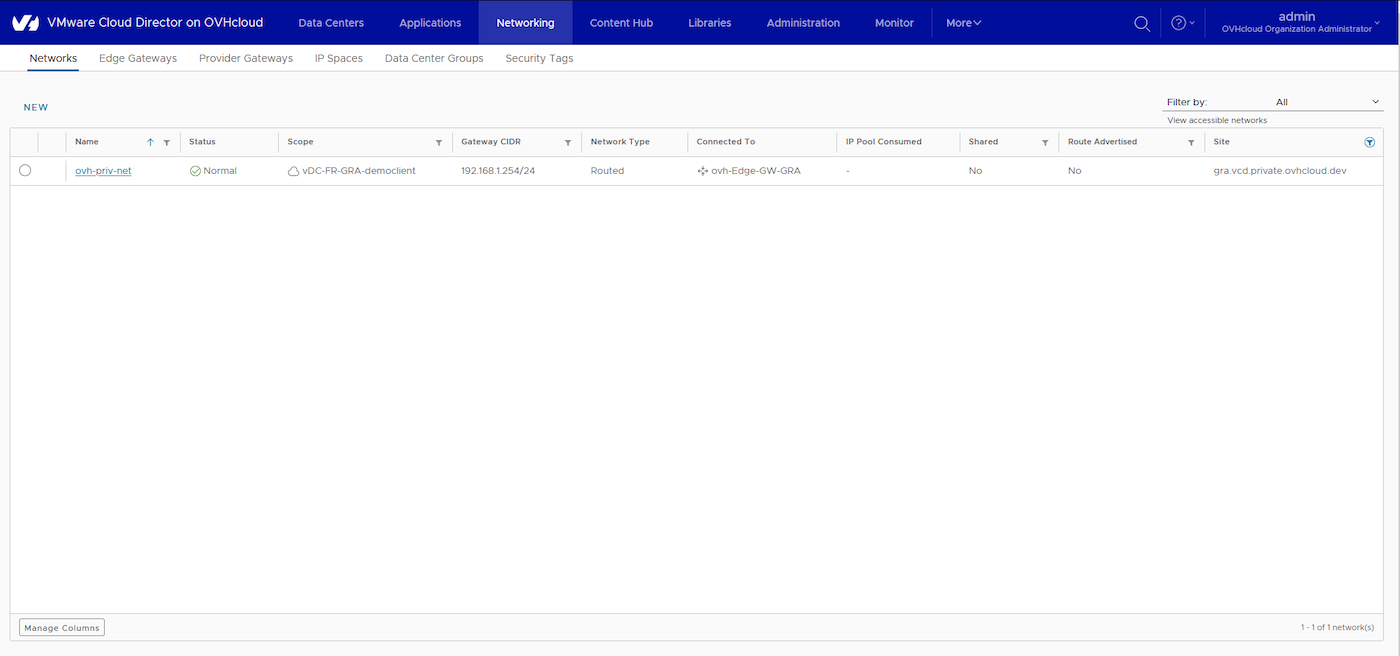 VMware Cloud Director on OVHcloud Data Centers Applications Networking Content Hub Libraries Administration Monitor More admin
OVHcloud Organization Administrator
Networks Edge Gateways Provider Gateways IP Spaces Data Center Groups Security Tags
NEW
Filter by: All
View accessible networks
Name Status Scope Gateway CIDR Network Type Connected To IP Pool Consumed Shared Route Advertised Site
ovh-priv-net Normal vDC-FR-GRA-democlient 192.168.1.254/24 Routed ovh-Edge-GW-GRA - No No gra.vcd.private.ovhcloud.dev
Manage Columns 1 - 1 of 1 network(s)